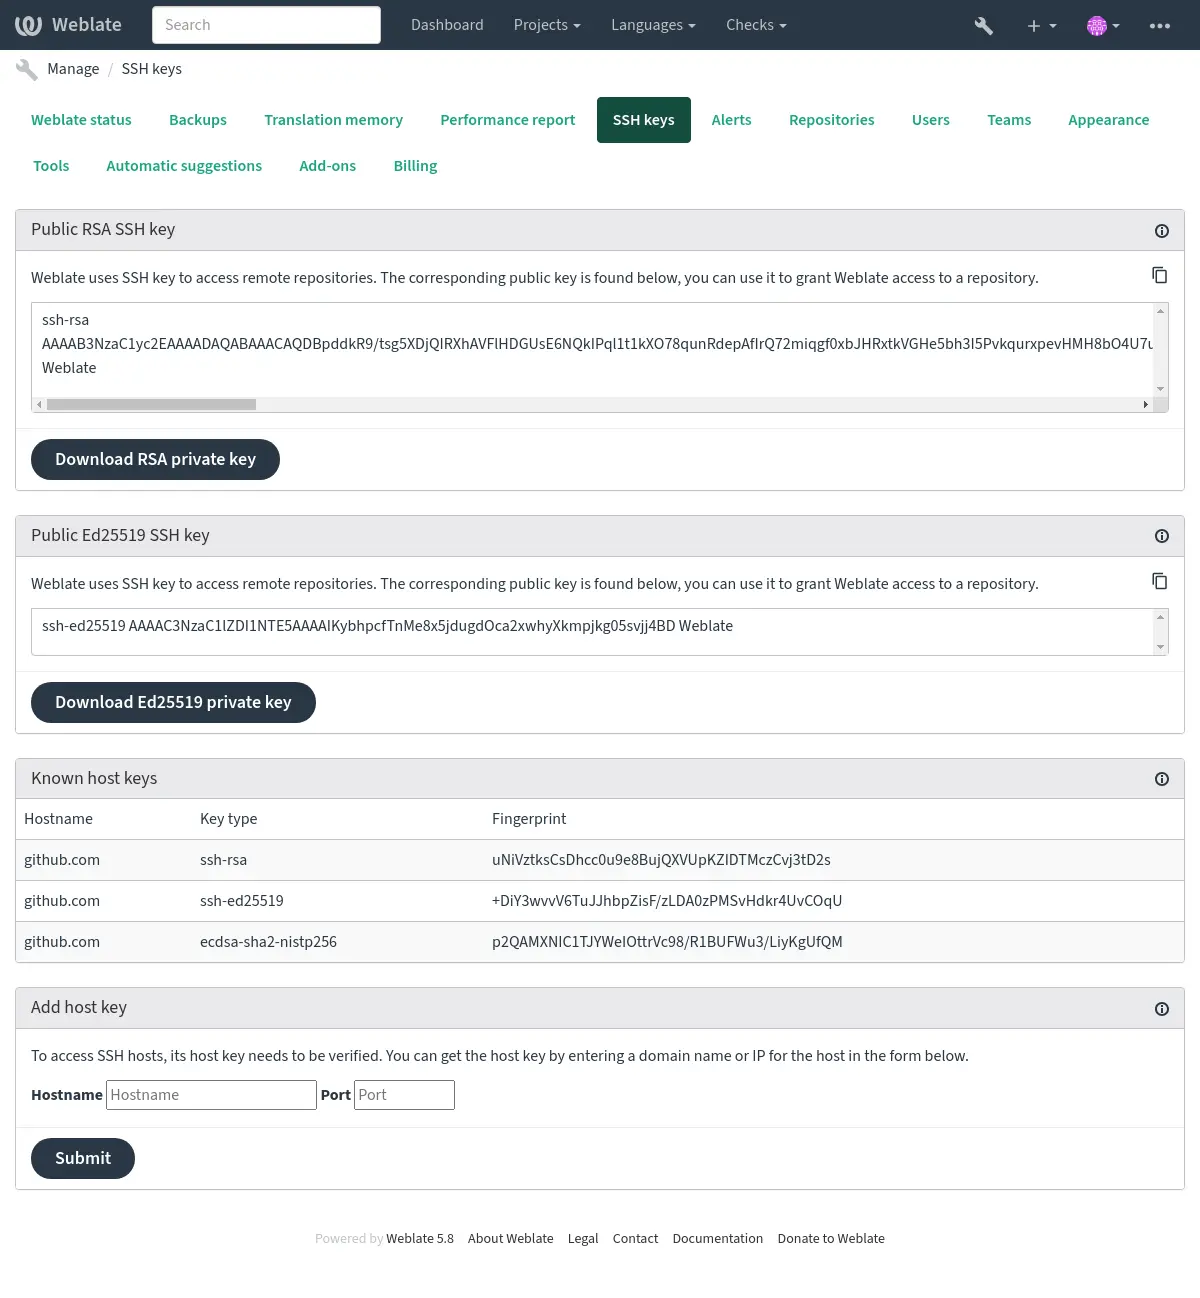 Weblate
Search
Dashboard
Projects
Languages
Checks
Manage / SSH keys
Weblate status
Backups
Translation memory
Performance report
SSH keys
Alerts
Repositories
Users
Teams
Appearance
Tools
Automatic suggestions
Add-ons
Billing
Public RSA SSH key
Weblate uses SSH key to access remote repositories. The corresponding public key is found below, you can use it to grant Weblate access to a repository.
ssh-rsa
AAAAB3NzaC1yc2EAAAADAQABAAACAQDBpddkR9/tsg5XDjQIRXhAVFlHDGUsE6NQkIPql1t1kXO78qunRdepAfIrQ72miqgf0xbJHRxtkVGHe5bh3I5PvkqurxpevHMH8bO4U7u
Weblate
Download RSA private key
Public Ed25519 SSH key
Weblate uses SSH key to access remote repositories. The corresponding public key is found below, you can use it to grant Weblate access to a repository.
ssh-ed25519 AAAAC3NzaC1lZDI1NTE5AAAAIKybhpcfTnMe8x5jdugdOca2xwhyXkmpjkg05svjj4BD Weblate
Download Ed25519 private key
Known host keys
Hostname Key type Fingerprint
github.com ssh-rsa uNiVztksCsDhcc0u9e8BujQXVUpKZIDTMczCvj3tD2s
github.com ssh-ed25519 +DiY3wvvV6TuJJhbpZisF/zLDA0zPMSvHdkr4UvCOqU
github.com ecdsa-sha2-nistp256 p2QAMXNIC1TJYWeIOttrVc98/R1BUFWu3/LiyKgUfQM
Add host key
To access SSH hosts, its host key needs to be verified. You can get the host key by entering a domain name or IP for the host in the form below.
Hostname Hostname Port Port
Submit
Powered by Weblate 5.8 About Weblate Legal Contact Documentation Donate to Weblate